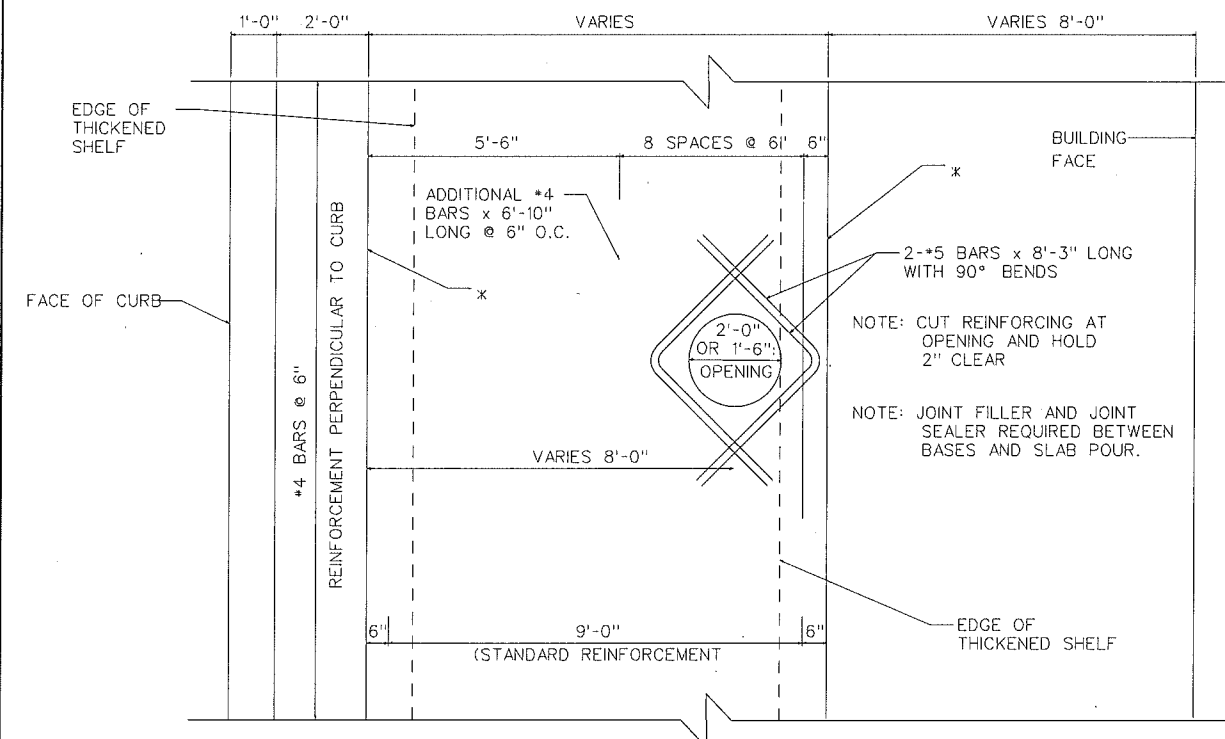 1'-0" 2'-0" VARIES VARIES 8'-0"
EDGE OF
THICKENED
SHELF
5'-6" 8 SPACES @ 6' 6"
BUILDING
FACE
ADDITIONAL *4
BARS x 6'-10"
LONG @ 6" O.C.
*
*
2-*5 BARS x 8'-3" LONG
WITH 90° BENDS
FACE OF CURB
2'-0"
OR 1'-6"
OPENING
NOTE: CUT REINFORCING AT
OPENING AND HOLD
2" CLEAR
NOTE: JOINT FILLER AND JOINT
SEALER REQUIRED BETWEEN
BASES AND SLAB POUR.
*4 BARS @ 6"
REINFORCEMENT PERPENDICULAR TO CURB
VARIES 8'-0"
6" 9'-0" 6"
(STANDARD REINFORCEMENT
EDGE OF
THICKENED SHELF